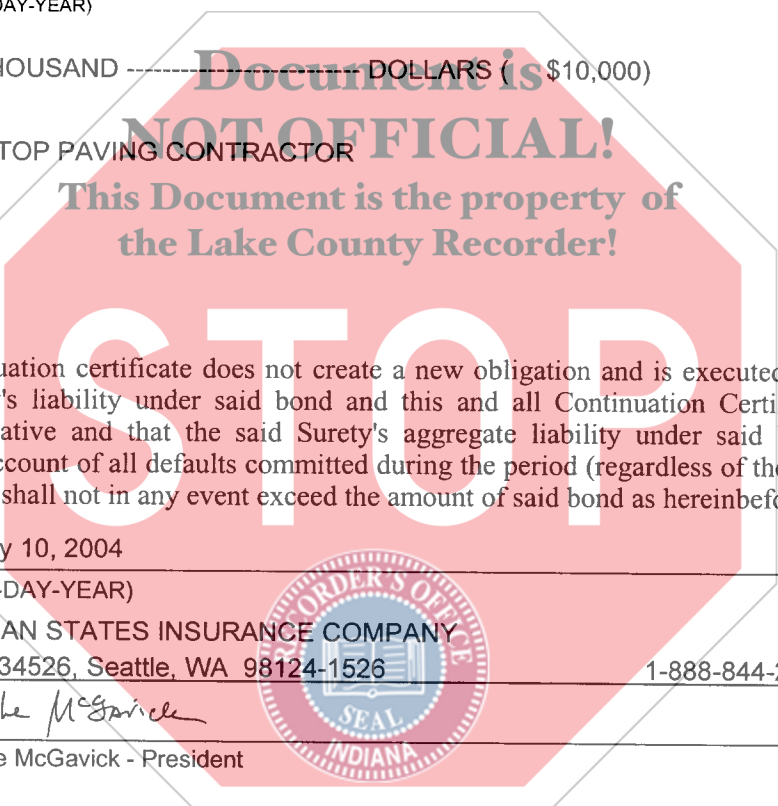 DAY-YEAR)
HOUSAND -------------------------- DOLLARS ( $10,000)
Document is
NOT OFFICIAL!
TOP PAVING CONTRACTOR
This Document is the property of
the Lake County Recorder!
STOP
uation certificate does not create a new obligation and is executed
's liability under said bond and this and all Continuation Certi
ative and that the said Surety's aggregate liability under said
ccount of all defaults committed during the period (regardless of the
shall not in any event exceed the amount of said bond as hereinbefo
y 10, 2004
-DAY-YEAR)
AN STATES INSURANCE COMPANY
34526, Seattle, WA 98124-1526 1-888-844-2
McGavick
e McGavick - President
RECORDER'S OFFICE
SEAL
INDIANA